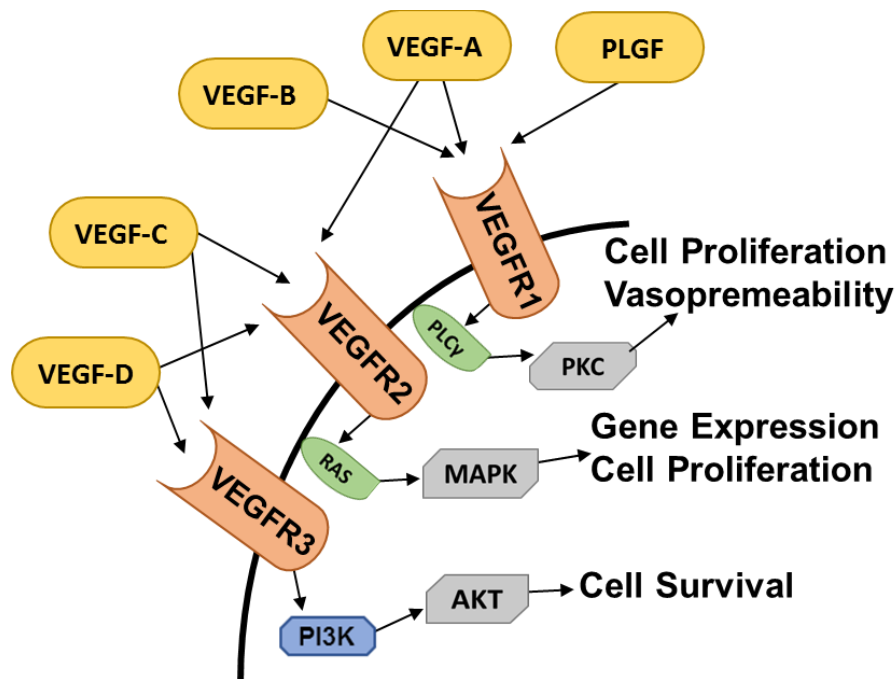 VEGF-A
PLGF
VEGF-B
VEGF-C
VEGF-D
VEGFR1
VEGFR2
VEGFR3
PLCγ
PKC
Cell Proliferation
Vasopremeability
RAS
MAPK
Gene Expression
Cell Proliferation
PI3K
AKT
Cell Survival